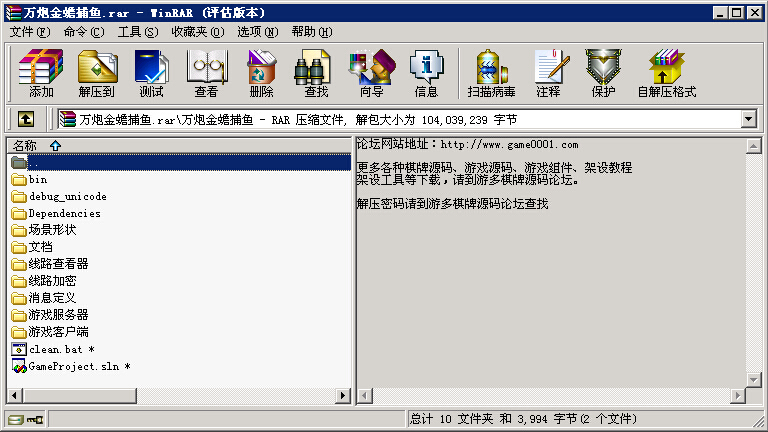 万炮金蟾捕鱼.rar - WinRAR (评估版本)
文件(F) 命令(C) 工具(S) 收藏夹(O) 选项(N) 帮助(H)
添加 解压到 测试 查看 删除 查找 向导 信息 扫描病毒 注释 保护 自解压格式
万炮金蟾捕鱼.rar\万炮金蟾捕鱼 - RAR 压缩文件, 解包大小为 104,039,239 字节
名称
..
bin
debug_unicode
Dependencies
场景形状
文档
线路查看器
线路加密
消息定义
游戏服务器
游戏客户端
clean.bat *
GameProject.sln *
论坛网站地址：http://www.game0001.com
更多各种棋牌源码、游戏源码、游戏组件、架设教程
架设工具等下载，请到游多棋牌源码论坛。
解压密码请到游多棋牌源码论坛查找
总计 10 文件夹 和 3,994 字节(2 个文件)